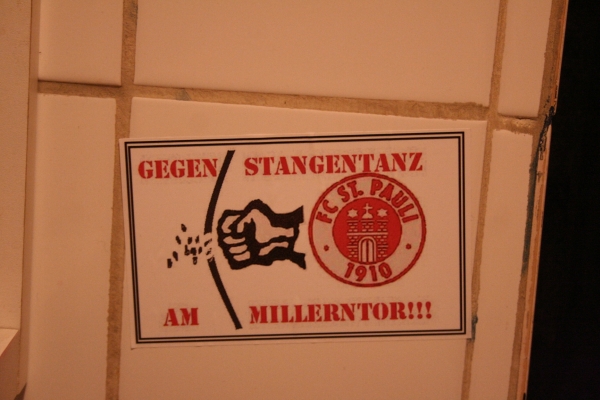 GEGEN STANGENTANZ
FC ST. PAULI
1910
AM MILLERNTOR!!!